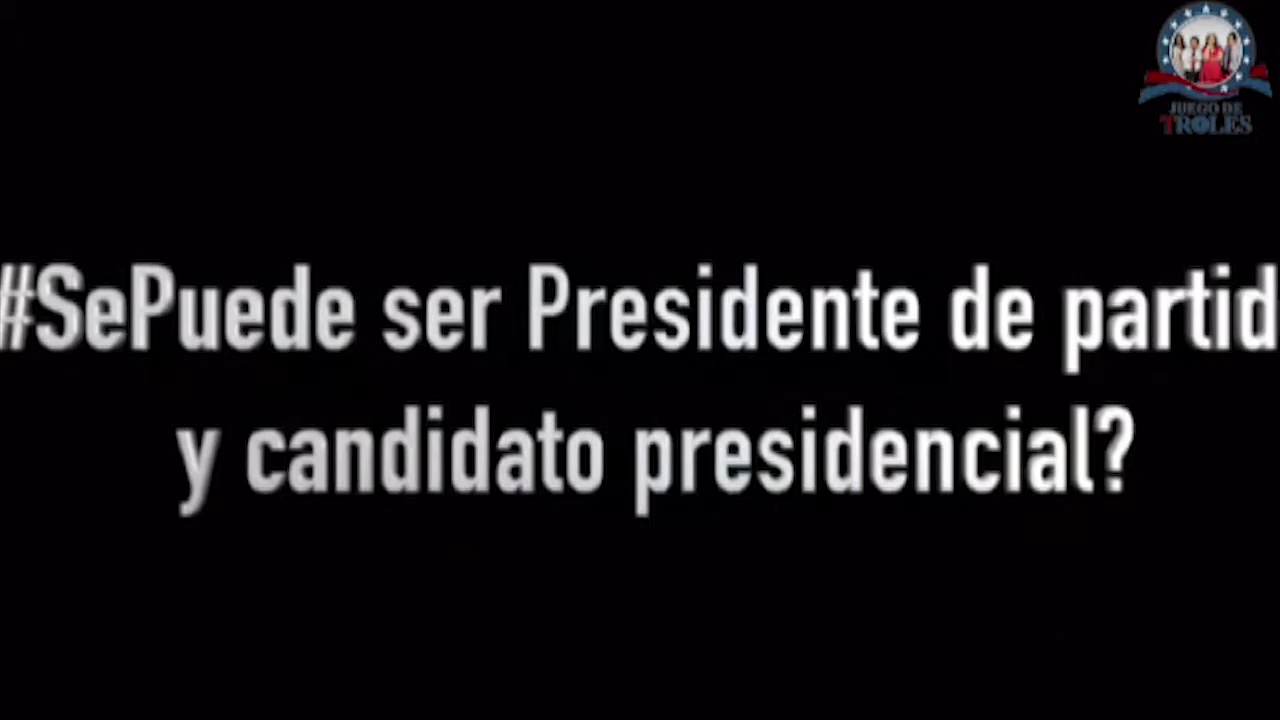 JUEGO DE
TROLES
#SePuede ser Presidente de partid
y candidato presidencial?